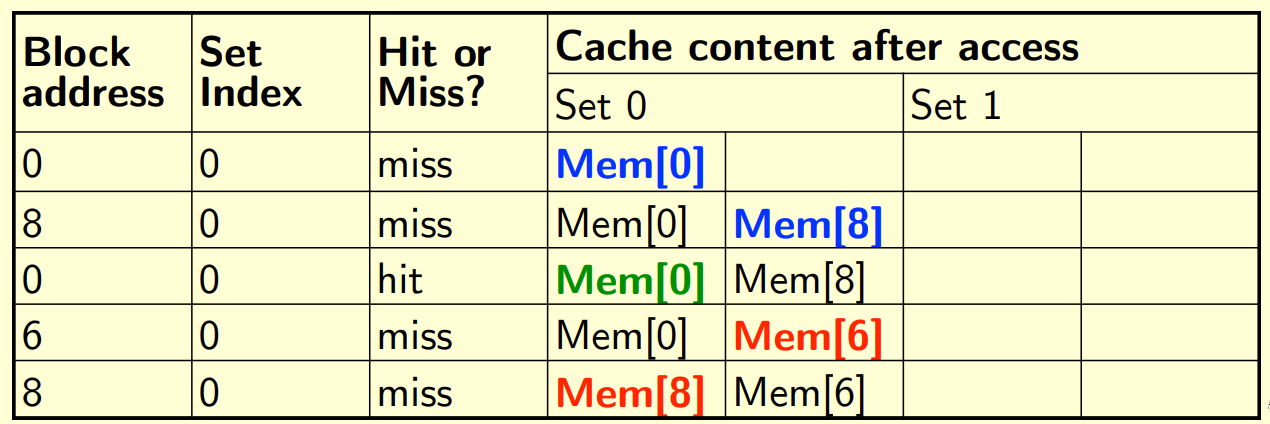 Block address Set Index Hit or Miss? Cache content after access
Set 0 Set 1
0 0 miss Mem[0]
8 0 miss Mem[0] Mem[8]
0 0 hit Mem[0] Mem[8]
6 0 miss Mem[0] Mem[6]
8 0 miss Mem[8] Mem[6]